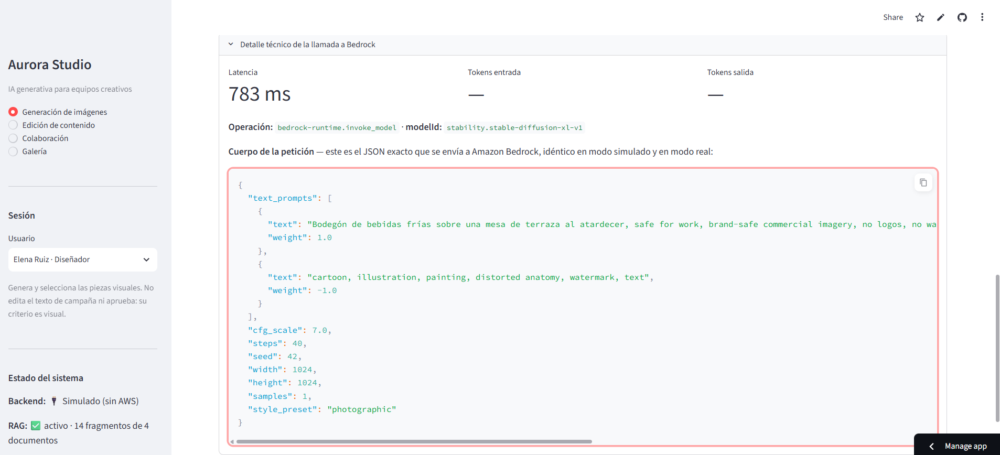 Share
Aurora Studio
IA generativa para equipos creativos
Generación de imágenes
Edición de contenido
Colaboración
Galería
Sesión
Usuario
Elena Ruiz · Diseñador
Genera y selecciona las piezas visuales. No
edita el texto de campaña ni aprueba: su
criterio es visual.
Estado del sistema
Backend: Simulado (sin AWS)
RAG: activo · 14 fragmentos de 4
documentos
Detalle técnico de la llamada a Bedrock
Latencia Tokens entrada Tokens salida
783 ms — —
Operación: bedrock-runtime.invoke_model · modelId: stability.stable-diffusion-xl-v1
Cuerpo de la petición — este es el JSON exacto que se envía a Amazon Bedrock, idéntico en modo simulado y en modo real:
{
"text_prompts": [
{
"text": "Bodegón de bebidas frías sobre una mesa de terraza al atardecer, safe for work, brand-safe commercial imagery, no logos, no wa
"weight": 1.0
},
{
"text": "cartoon, illustration, painting, distorted anatomy, watermark, text",
"weight": -1.0
}
],
"cfg_scale": 7.0,
"steps": 40,
"seed": 42,
"width": 1024,
"height": 1024,
"samples": 1,
"style_preset": "photographic"
}
Manage app